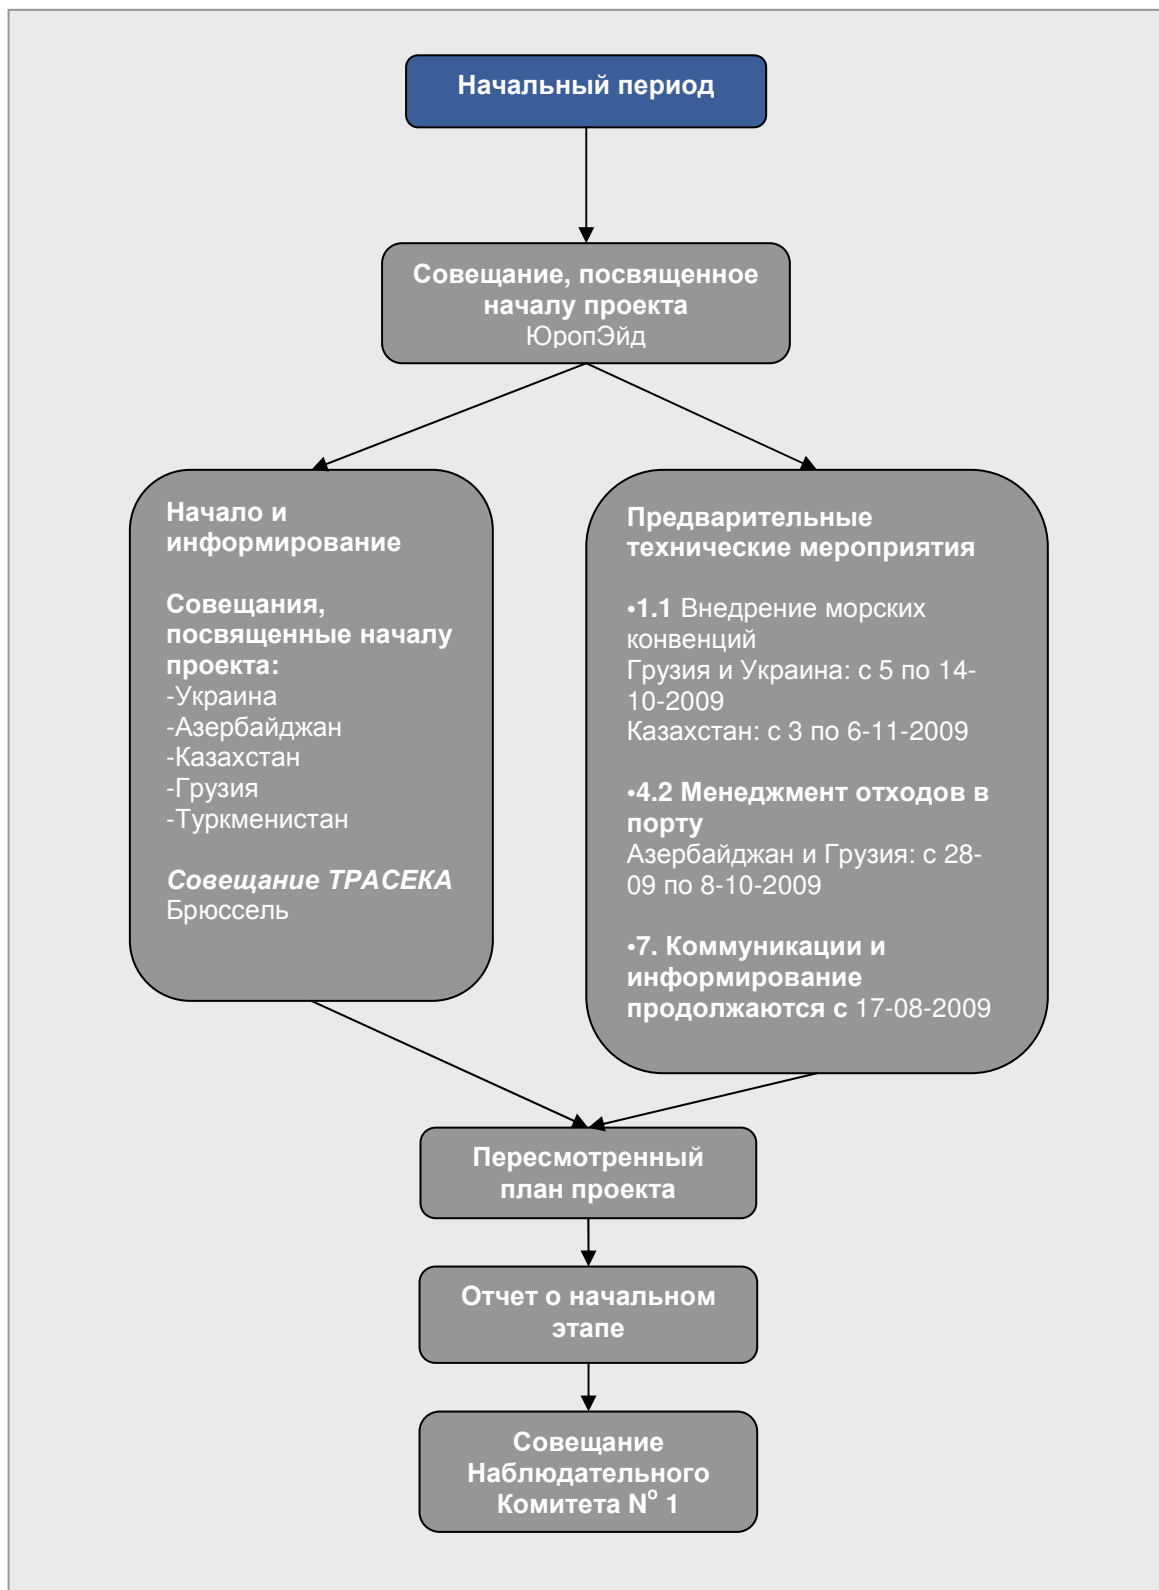 Начальный период
Совещание, посвященное
началу проекта
ЮропЭйд
Начало и
информирование
Совещания,
посвященные началу
проекта:
-Украина
-Азербайджан
-Казахстан
-Грузия
-Туркменистан
Совещание ТРАСЕКА
Брюссель
Предварительные
технические мероприятия
•1.1 Внедрение морских
конвенций
Грузия и Украина: с 5 по 14-
10-2009
Казахстан: с 3 по 6-11-2009
•4.2 Менеджмент отходов в
порту
Азербайджан и Грузия: с 28-
09 по 8-10-2009
•7. Коммуникации и
информирование
продолжаются с 17-08-2009
Пересмотренный
план проекта
Отчет о начальном
этапе
Совещание
Наблюдательного
Комитета Nº 1